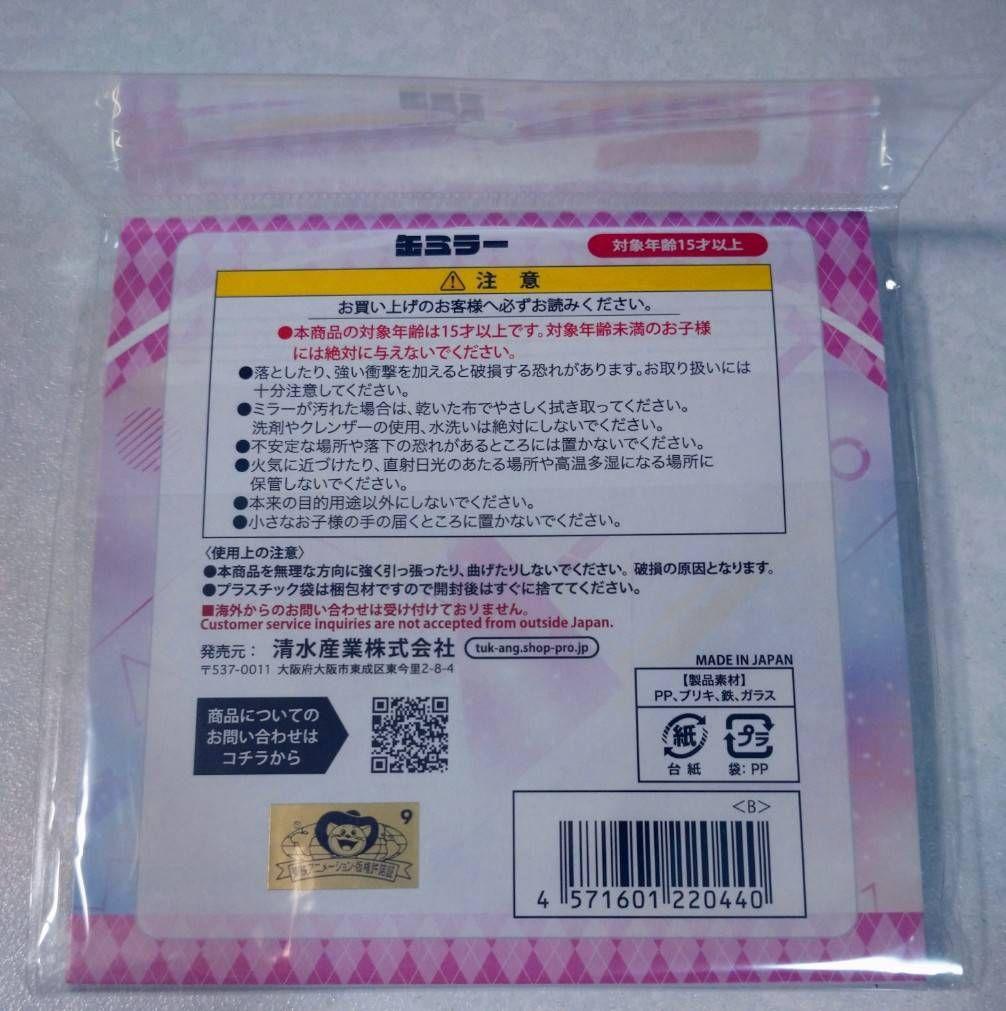 缶ミラー
対象年齢15才以上
注 意
お買い上げのお客様へ必ずお読みください。
●本商品の対象年齢は15才以上です。対象年齢未満のお子様
には絶対に与えないでください。
●落としたり、強い衝撃を加えると破損する恐れがあります。お取り扱いには
十分注意してください。
●ミラーが汚れた場合は、乾いた布でやさしく拭き取ってください。
洗剤やクレンザーの使用、水洗いは絶対にしないでください。
●不安定な場所や落下の恐れがあるところには置かないでください。
●火気に近づけたり、直射日光のあたる場所や高温多湿になる場所に
保管しないでください。
●本来の目的用途以外にしないでください。
●小さなお子様の手の届くところに置かないでください。
〈使用上の注意〉
●本商品を無理な方向に強く引っ張ったり、曲げたりしないでください。破損の原因となります。
●プラスチック袋は梱包材ですので開封後はすぐに捨ててください。
■海外からのお問い合わせは受け付けておりません。
Customer service inquiries are not accepted from outside Japan.
発売元： 清水産業株式会社 tuk-ang.shop-pro.jp
〒537-0011 大阪府大阪市東成区東今里2-8-4
MADE IN JAPAN
【製品素材】
PP、ブリキ、鉄、ガラス
紙 プラ
台紙 袋：PP
商品についての
お問い合わせは
コチラから
9
アニメーション・版権許諾証
<B>
4 571601 220440